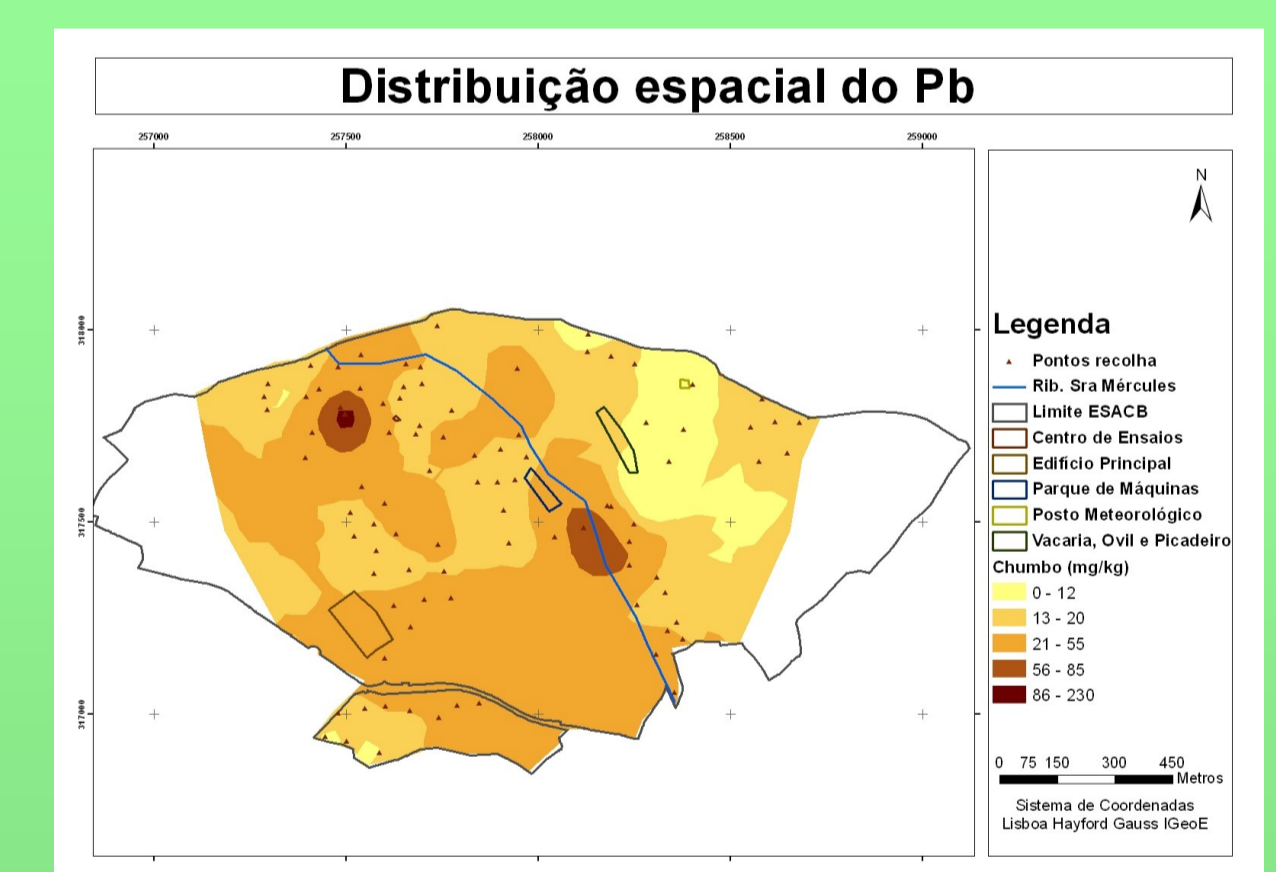 Distribuição espacial do Pb
257000 257500 258000 258500 259000
318000
317500
317000
N
Legenda
Pontos recolha
Rib. Sra Mércules
Limite ESACB
Centro de Ensaios
Edifício Principal
Parque de Máquinas
Posto Meteorológico
Vacaria, Ovil e Picadeiro
Chumbo (mg/kg)
0 - 12
13 - 20
21 - 55
56 - 85
86 - 230
0 75 150 300 450
Metros
Sistema de Coordenadas
Lisboa Hayford Gauss IGeoE